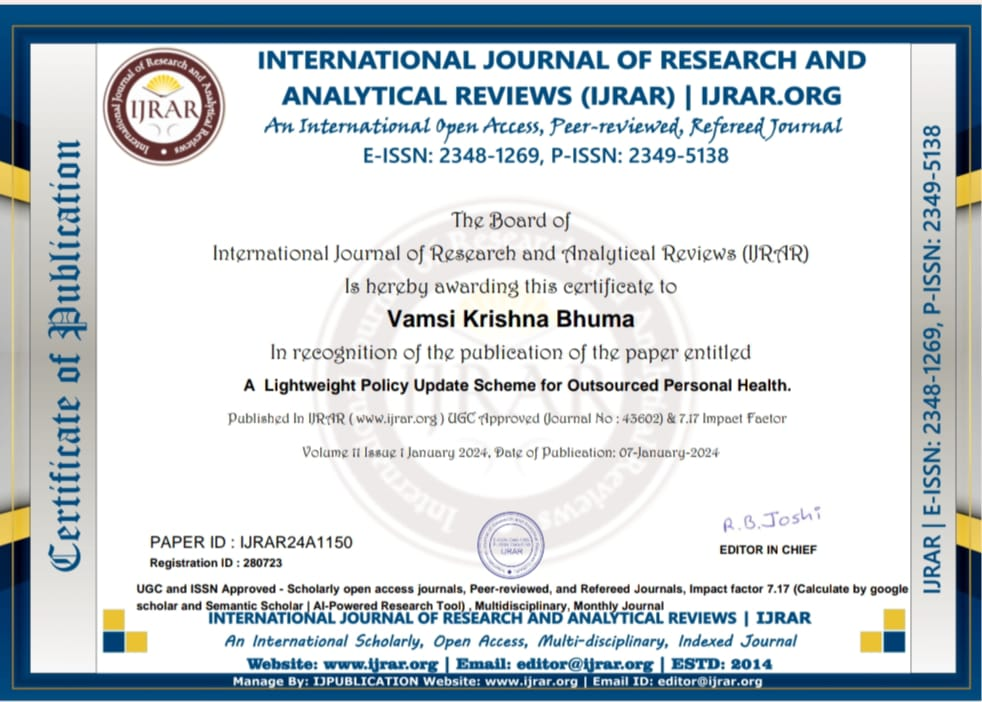 INTERNATIONAL JOURNAL OF RESEARCH AND
ANALYTICAL REVIEWS (IJRAR) | IJRAR.ORG
An International Open Access, Peer-reviewed, Refereed Journal
E-ISSN: 2348-1269, P-ISSN: 2349-5138
International Journal of Research and Analytical Reviews
IJRAR
Certificate of Publication
The Board of
International Journal of Research and Analytical Reviews (IJRAR)
Is hereby awarding this certificate to
Vamsi Krishna Bhuma
In recognition of the publication of the paper entitled
A Lightweight Policy Update Scheme for Outsourced Personal Health.
Published In IJRAR ( www.ijrar.org ) UGC Approved (Journal No : 43602) & 7.17 Impact Factor
Volume 11 Issue 1 January 2024, Date of Publication: 07-January-2024
IJRAR | E-ISSN: 2348-1269, P-ISSN: 2349-5138
R.B.Joshi
PAPER ID : IJRAR24A1150
Registration ID : 280723
IJRAR
EDITOR IN CHIEF
UGC and ISSN Approved - Scholarly open access journals, Peer-reviewed, and Refereed Journals, Impact factor 7.17 (Calculate by google
scholar and Semantic Scholar | AI-Powered Research Tool) , Multidisciplinary, Monthly Journal
INTERNATIONAL JOURNAL OF RESEARCH AND ANALYTICAL REVIEWS | IJRAR
An International Scholarly, Open Access, Multi-disciplinary, Indexed Journal
Website: www.ijrar.org | Email: editor@ijrar.org | ESTD: 2014
Manage By: IJPUBLICATION Website: www.ijrar.org | Email ID: editor@ijrar.org